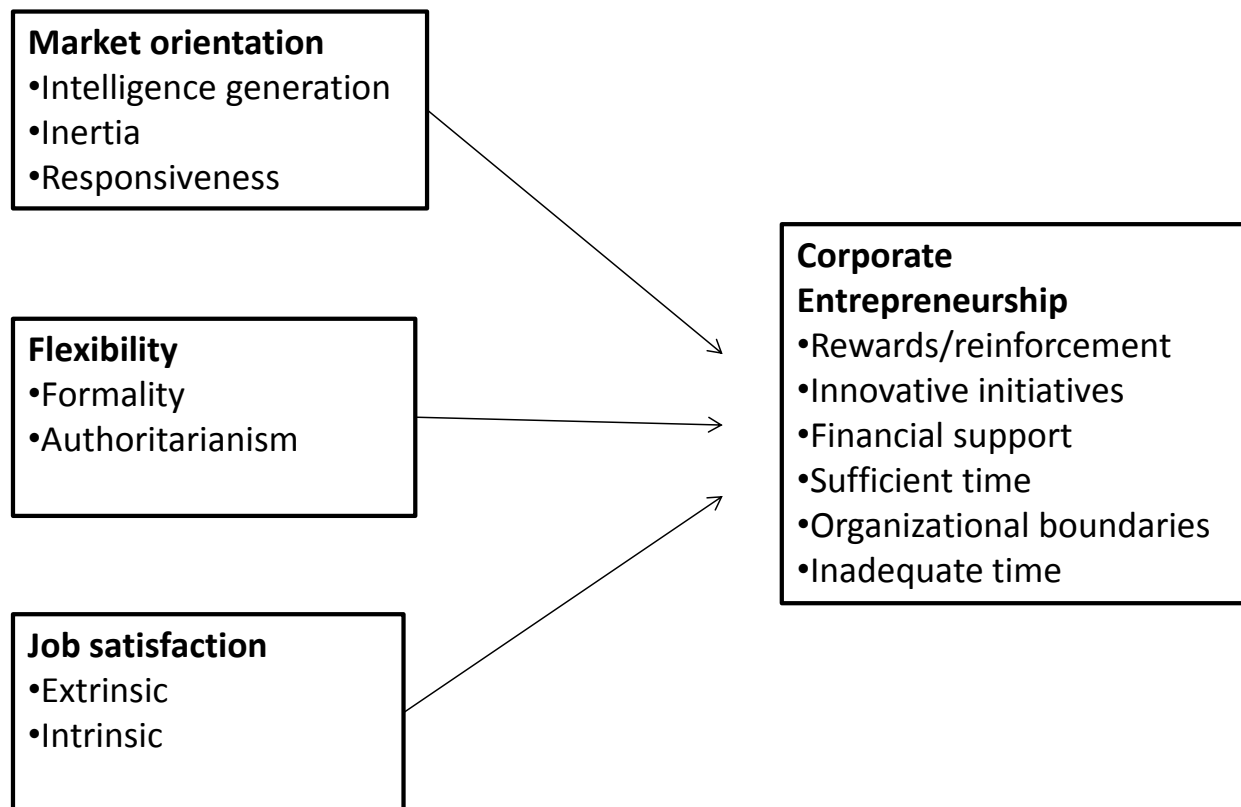 Market orientation
•Intelligence generation
•Inertia
•Responsiveness
Flexibility
•Formality
•Authoritarianism
Job satisfaction
•Extrinsic
•Intrinsic
Corporate
Entrepreneurship
•Rewards/reinforcement
•Innovative initiatives
•Financial support
•Sufficient time
•Organizational boundaries
•Inadequate time